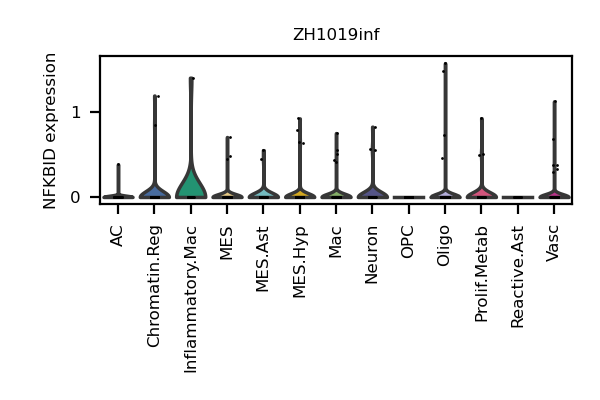 ZH1019inf
NFKBID expression
1
0
AC
Chromatin.Reg
Inflammatory.Mac
MES
MES.Ast
MES.Hyp
Mac
Neuron
OPC
Oligo
Prolif.Metab
Reactive.Ast
Vasc